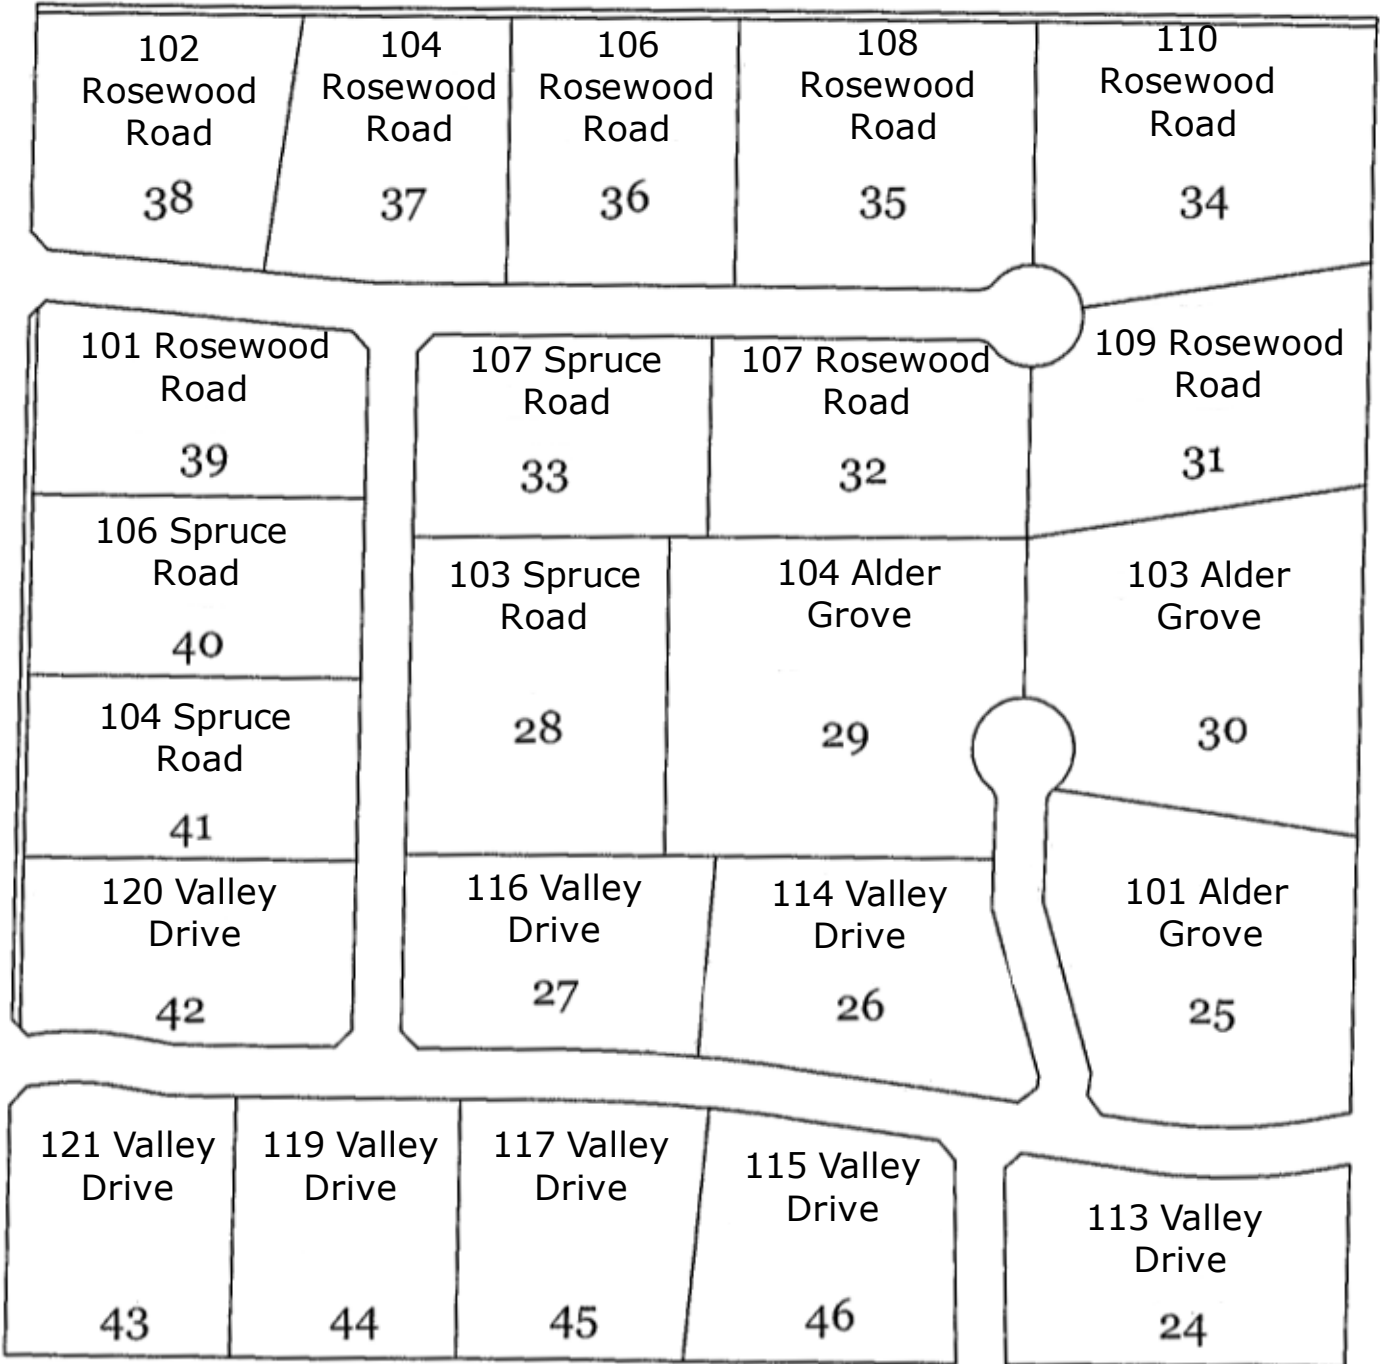 102
Rosewood
Road
38
104
Rosewood
Road
37
106
Rosewood
Road
36
108
Rosewood
Road
35
110
Rosewood
Road
34
101 Rosewood
Road
39
107 Spruce
Road
33
107 Rosewood
Road
32
109 Rosewood
Road
31
106 Spruce
Road
40
103 Spruce
Road
28
104 Alder
Grove
29
103 Alder
Grove
30
104 Spruce
Road
41
120 Valley
Drive
42
116 Valley
Drive
27
114 Valley
Drive
26
101 Alder
Grove
25
121 Valley
Drive
43
119 Valley
Drive
44
117 Valley
Drive
45
115 Valley
Drive
46
113 Valley
Drive
24